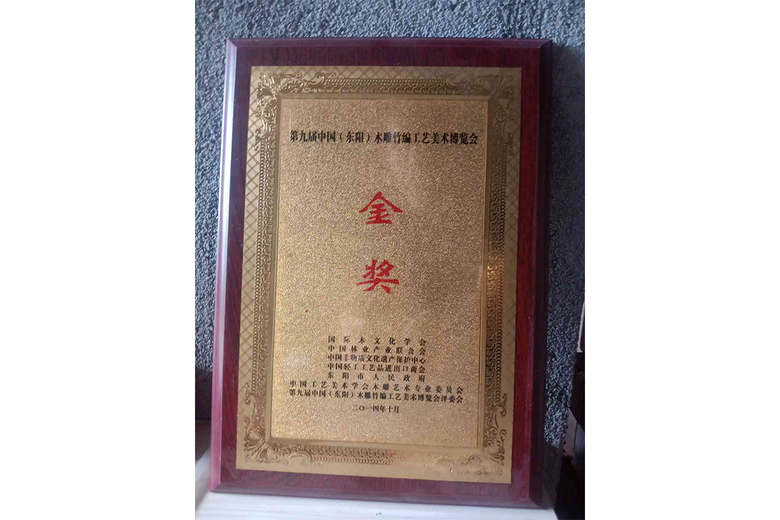 第九届中国（东阳）木雕竹编工艺美术博览会
金
奖
国际木文化学会
中国林业产业联合会
中国非物质文化遗产保护中心
中国轻工工艺品进出口商会
东阳市人民政府
中国工艺美术学会木雕艺术专业委员会
第九届中国（东阳）木雕竹编工艺美术博览会评委会
二〇一四年十月